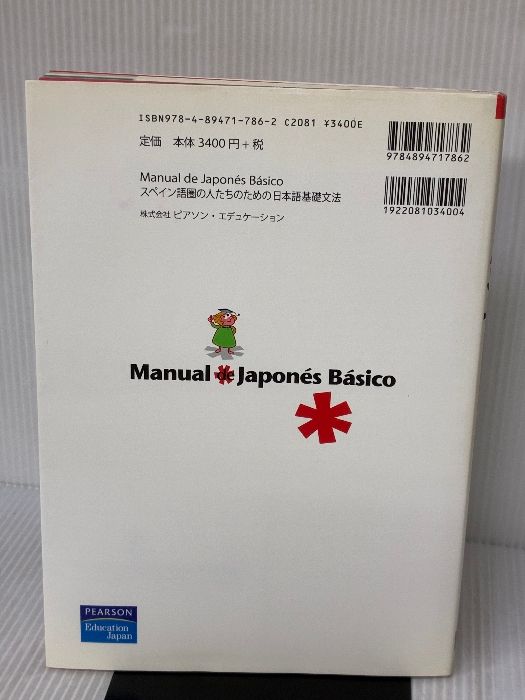 ISBN978-4-89471-786-2 C2081 ¥3400E
定価 本体3400円+税
9784894717862
Manual de Japonés Básico
スペイン語圏の人たちのための日本語基礎文法
1922081034004
株式会社 ピアソン・エデュケーション
Manual de Japonés Básico
PEARSON
Education
Japan